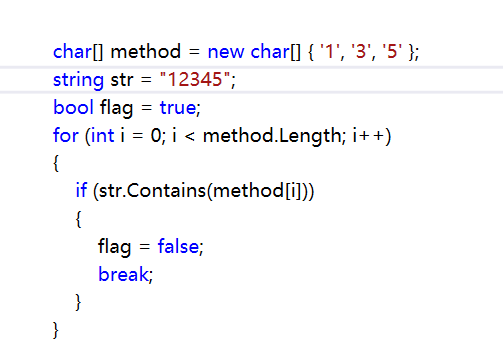 char[] method = new char[] { '1', '3', '5' };
string str = "12345";
bool flag = true;
for (int i = 0; i < method.Length; i++)
{
if (str.Contains(method[i]))
{
flag = false;
break;
}
}